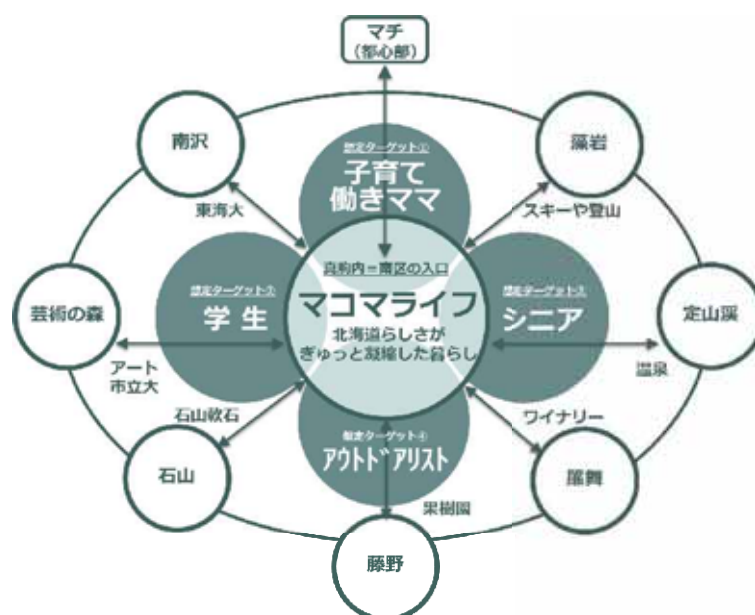 マチ
(都心部)
南沢
藻岩
想定ターゲット①
子育て
働きママ
東海大
スキーや登山
真駒内=南区の入口
想定ターゲット②
学生
マコマライフ
北海道らしさが
ぎゅっと凝縮した暮らし
想定ターゲット③
シニア
芸術の森
定山渓
アート
市立大
温泉
石山軟石
ワイナリー
想定ターゲット④
アウトドアリスト
石山
簾舞
果樹園
藤野